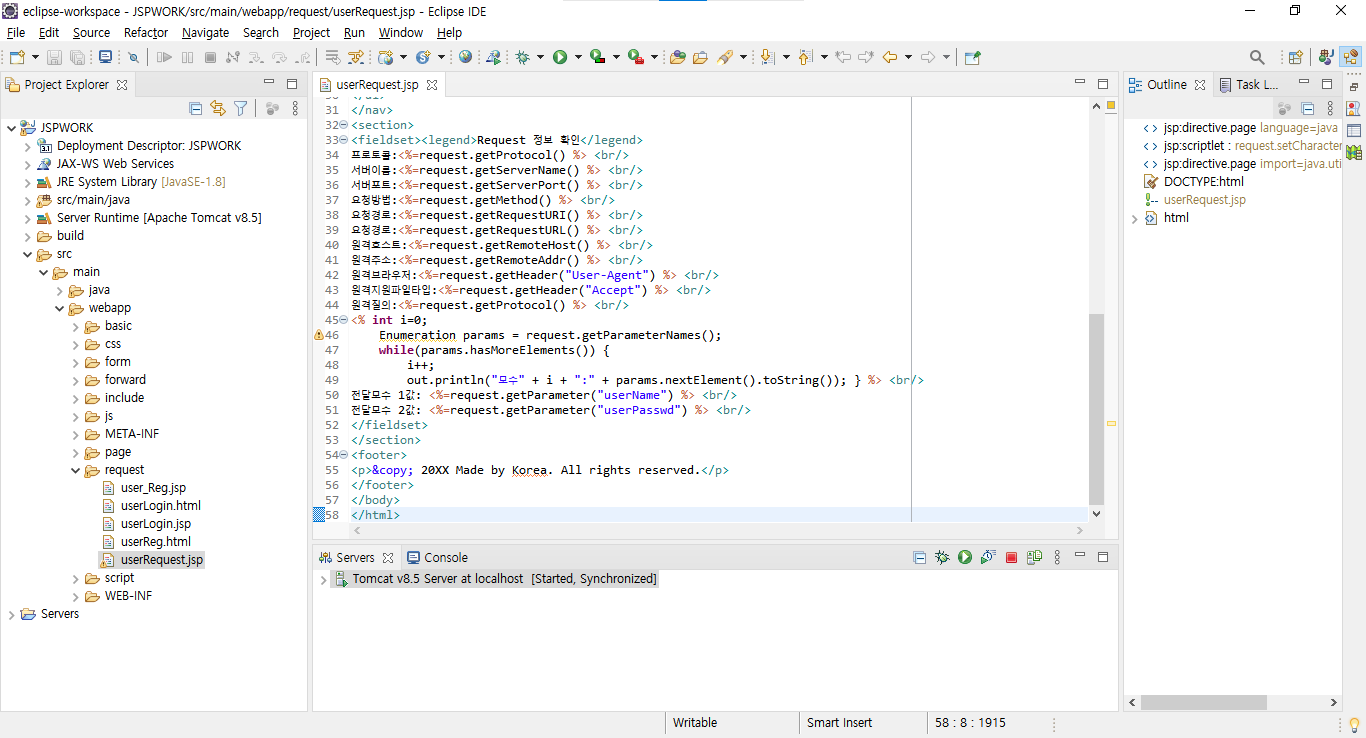 eclipse-workspace - JSPWORK/src/main/webapp/request/userRequest.jsp - Eclipse IDE
File Edit Source Refactor Navigate Search Project Run Window Help
Project Explorer
JSPWORK
Deployment Descriptor: JSPWORK
JAX-WS Web Services
JRE System Library [JavaSE-1.8]
src/main/java
Server Runtime [Apache Tomcat v8.5]
build
src
main
java
webapp
basic
css
form
forward
include
js
META-INF
page
request
user_Reg.jsp
userLogin.html
userLogin.jsp
userReg.html
userRequest.jsp
script
WEB-INF
Servers
userRequest.jsp
31 </nav>
32 <section>
33 <fieldset><legend>Request 정보 확인</legend>
34 프로토콜:<%=request.getProtocol() %> <br/>
35 서버이름:<%=request.getServerName() %> <br/>
36 서버포트:<%=request.getServerPort() %> <br/>
37 요청방법:<%=request.getMethod() %> <br/>
38 요청경로:<%=request.getRequestURI() %> <br/>
39 요청경로:<%=request.getRequestURL() %> <br/>
40 원격호스트:<%=request.getRemoteHost() %> <br/>
41 원격주소:<%=request.getRemoteAddr() %> <br/>
42 원격브라우저:<%=request.getHeader("User-Agent") %> <br/>
43 원격지원파일타입:<%=request.getHeader("Accept") %> <br/>
44 원격질의:<%=request.getProtocol() %> <br/>
45 <% int i=0;
46 Enumeration params = request.getParameterNames();
47 while(params.hasMoreElements()) {
48 i++;
49 out.println("모수" + i + ":" + params.nextElement().toString()); } %> <br/>
50 전달모수 1값: <%=request.getParameter("userName") %> <br/>
51 전달모수 2값: <%=request.getParameter("userPasswd") %> <br/>
52 </fieldset>
53 </section>
54 <footer>
55 <p>&copy; 20XX Made by Korea. All rights reserved.</p>
56 </footer>
57 </body>
58 </html>
Servers Console
Tomcat v8.5 Server at localhost [Started, Synchronized]
Outline Task L...
jsp:directive.page language=java
jsp:scriptlet : request.setCharacter
jsp:directive.page import=java.uti
DOCTYPE:html
userRequest.jsp
html
Writable Smart Insert 58 : 8 : 1915